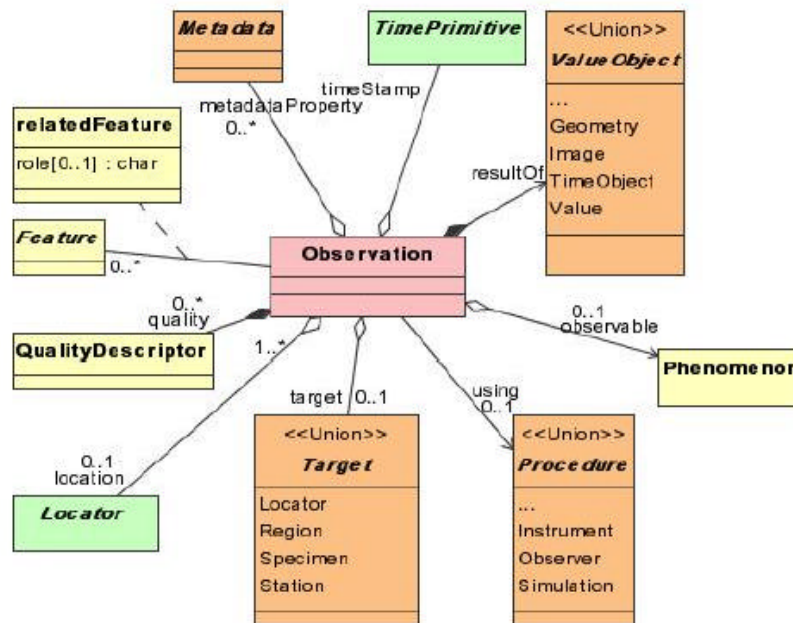 Metadata
TimePrimitive
<<Union>>
ValueObject
...
Geometry
Image
TimeObject
Value
timeStamp
metadataProperty
0..*
resultOf
relatedFeature
role[0..1] : char
Feature
0..*
Observation
0..*
quality
QualityDescriptor
1..*
0..1
observable
Phenomenon
target 0..1
using
0..1
<<Union>>
Target
Locator
Region
Specimen
Station
<<Union>>
Procedure
...
Instrument
Observer
Simulation
0..1
location
Locator